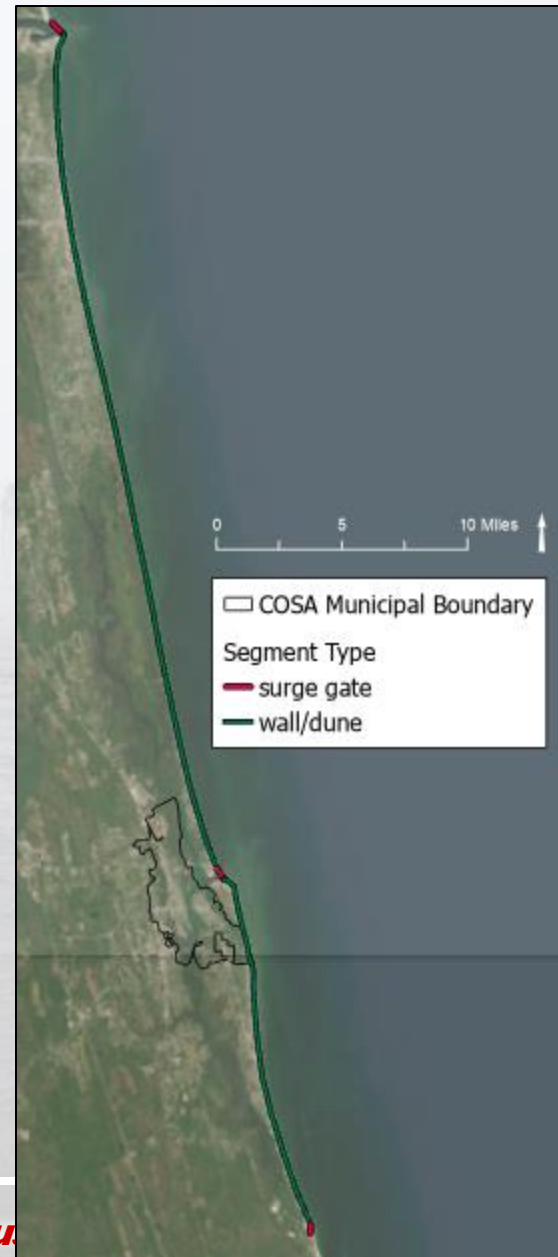 0 5 10 Miles
COSA Municipal Boundary
Segment Type
surge gate
wall/dune